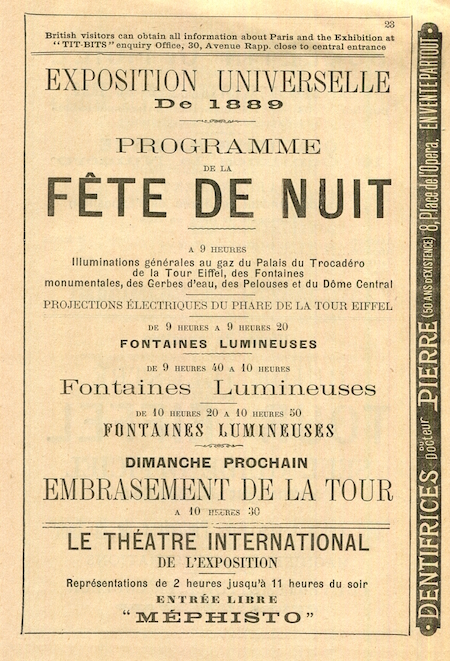 23
British visitors can obtain all information about Paris and the Exhibition at
"TIT-BITS" enquiry Office, 30, Avenue Rapp. close to central entrance
EXPOSITION UNIVERSELLE
De 1889
PROGRAMME
DE LA
FÊTE DE NUIT
A 9 HEURES
Illuminations générales au gaz du Palais du Trocadéro
de la Tour Eiffel, des Fontaines
monumentales, des Gerbes d'eau, des Pelouses et du Dôme Central
PROJECTIONS ÉLECTRIQUES DU PHARE DE LA TOUR EIFFEL
DE 9 HEURES A 9 HEURES 20
FONTAINES LUMINEUSES
DE 9 HEURES 40 A 10 HEURES
Fontaines Lumineuses
DE 10 HEURES 20 A 10 HEURES 50
FONTAINES LUMINEUSES
DIMANCHE PROCHAIN
EMBRASEMENT DE LA TOUR
A 10 HEURES 30
LE THÉATRE INTERNATIONAL
DE L'EXPOSITION
Représentations de 2 heures jusqu'à 11 heures du soir
ENTRÉE LIBRE
"MÉPHISTO"
DENTIFRICES du Docteur PIERRE (50 ANS D'EXISTENCE) 8, Place de l'Opera. EN VENTE PARTOUT